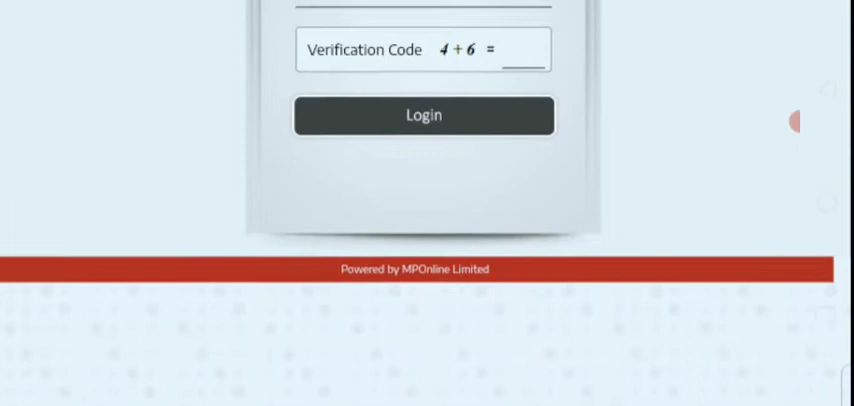 Verification Code 4 + 6 =
Login
Powered by MPOnline Limited